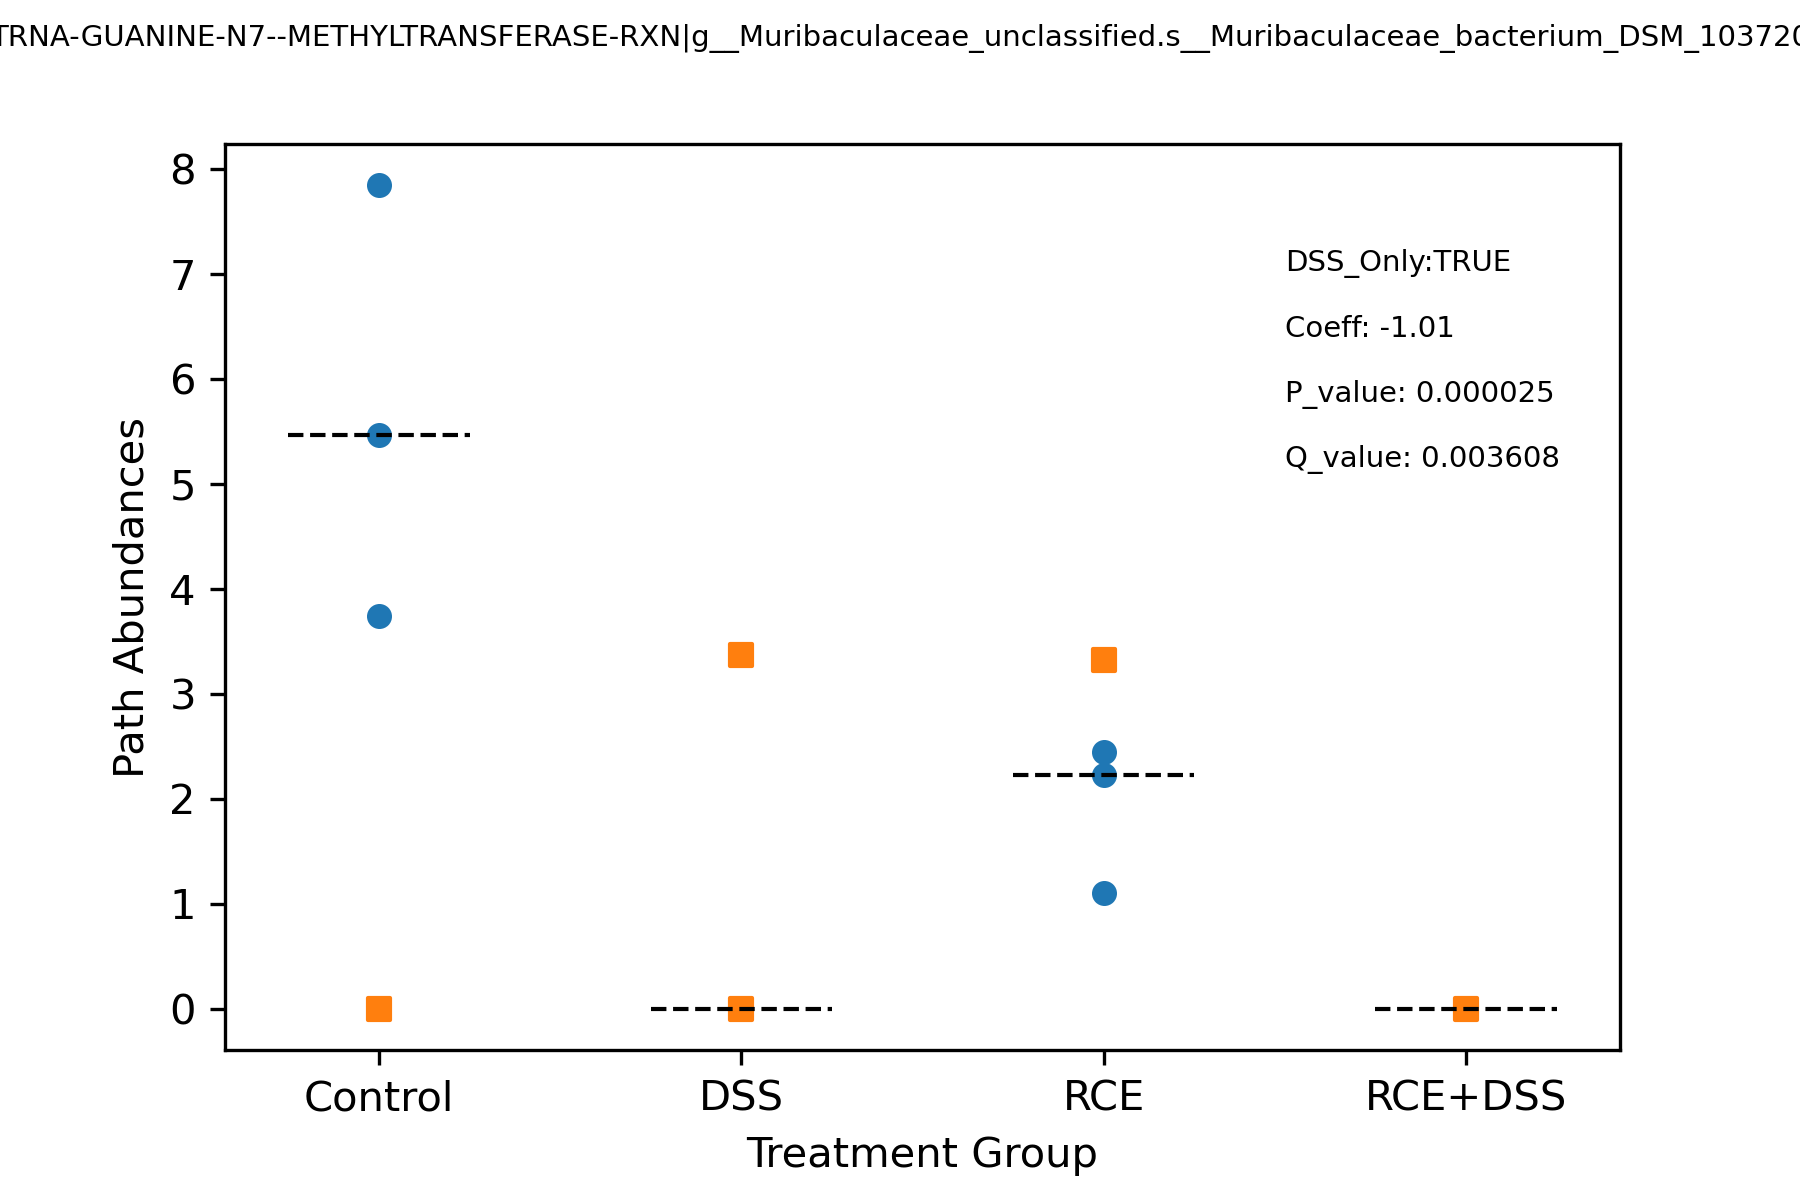 TRNA-GUANINE-N7--METHYLTRANSFERASE-RXN|g__Muribaculaceae_unclassified.s__Muribaculaceae_bacterium_DSM_103720
8
7
6
5
4
3
2
1
0
Path Abundances
DSS_Only:TRUE
Coeff: -1.01
P_value: 0.000025
Q_value: 0.003608
Control
DSS
RCE
RCE+DSS
Treatment Group